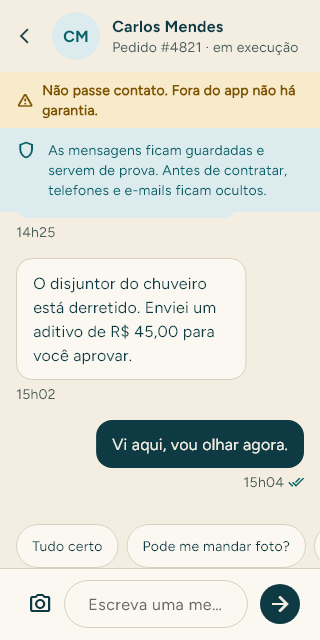 CM
Carlos Mendes
Pedido #4821 · em execução
Não passe contato. Fora do app não há
garantia.
As mensagens ficam guardadas e
servem de prova. Antes de contratar,
telefones e e-mails ficam ocultos.
14h25
O disjuntor do chuveiro
está derretido. Enviei um
aditivo de R$ 45,00 para
você aprovar.
15h02
Vi aqui, vou olhar agora.
15h04
Tudo certo
Pode me mandar foto?
Escreva uma me...